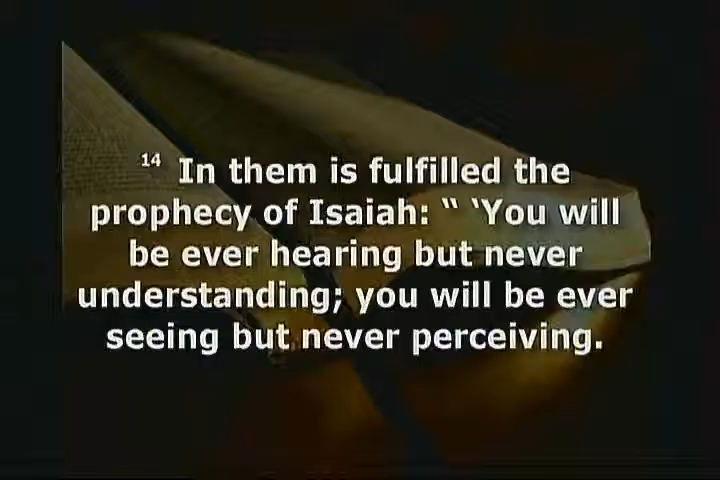 14 In them is fulfilled the
prophecy of Isaiah: “ ‘You will
be ever hearing but never
understanding; you will be ever
seeing but never perceiving.